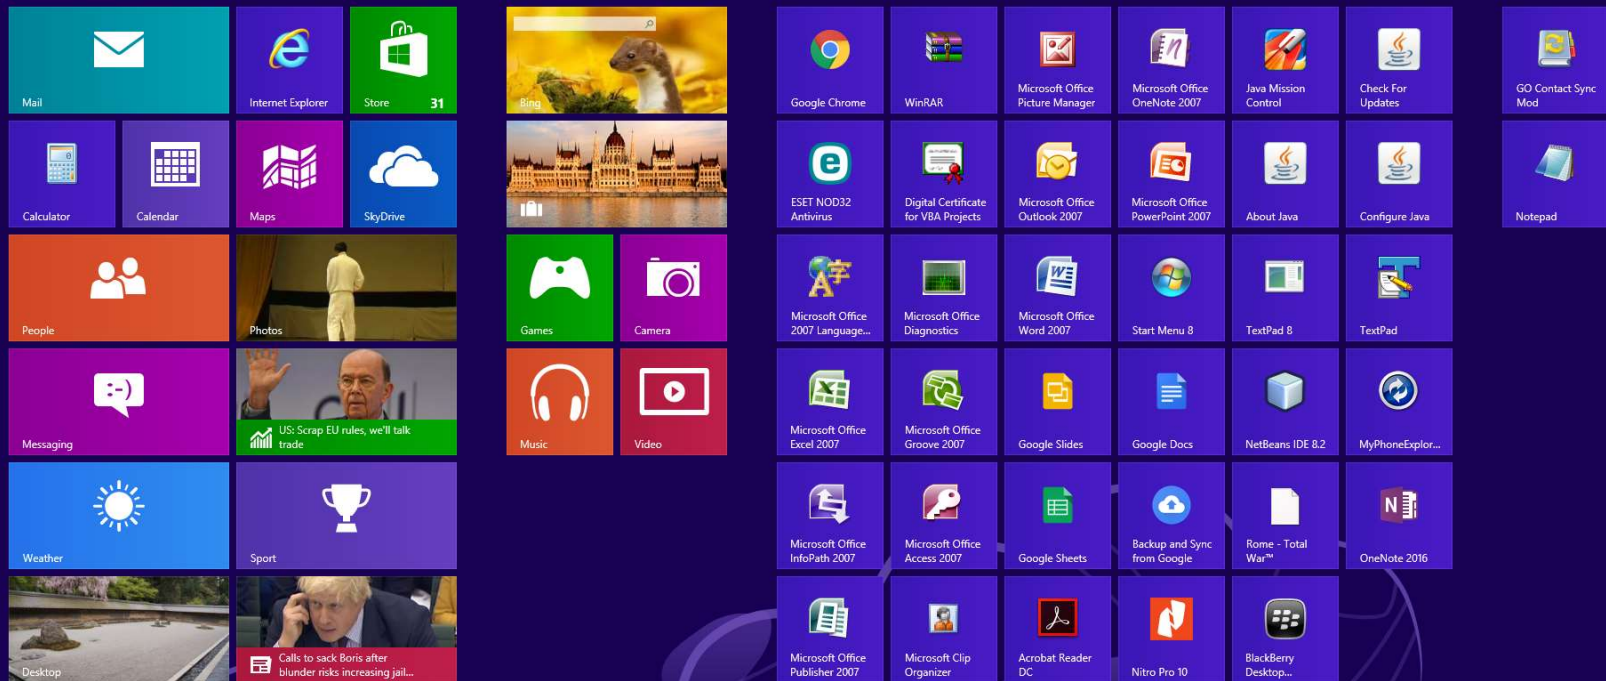 Mail
Internet Explorer
Store
31
Calculator
Calendar
Maps
SkyDrive
People
Photos
Messaging
US: Scrap EU rules, we'll talk
trade
Weather
Sport
Desktop
Calls to sack Boris after
blunder risks increasing jail...
Bing
Games
Camera
Music
Video
Google Chrome
WinRAR
Microsoft Office
Picture Manager
Microsoft Office
OneNote 2007
Java Mission
Control
Check For
Updates
ESET NOD32
Antivirus
Digital Certificate
for VBA Projects
Microsoft Office
Outlook 2007
Microsoft Office
PowerPoint 2007
About Java
Configure Java
Microsoft Office
2007 Language...
Microsoft Office
Diagnostics
Microsoft Office
Word 2007
Start Menu 8
TextPad 8
TextPad
Microsoft Office
Excel 2007
Microsoft Office
Groove 2007
Google Slides
Google Docs
NetBeans IDE 8.2
MyPhoneExplor...
Microsoft Office
InfoPath 2007
Microsoft Office
Access 2007
Google Sheets
Backup and Sync
from Google
Rome - Total
War™
OneNote 2016
Microsoft Office
Publisher 2007
Microsoft Clip
Organizer
Acrobat Reader
DC
Nitro Pro 10
BlackBerry
Desktop...
GO Contact Sync
Mod
Notepad